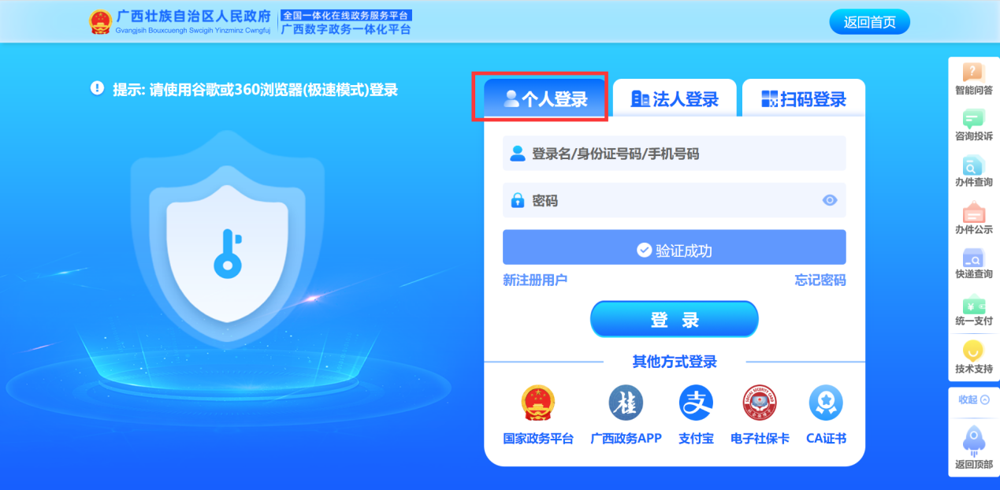 广西壮族自治区人民政府
Gvangjsih Bouxcuengh Swcigih Yinzminz Cwngfuj
全国一体化在线政务服务平台
广西数字政务一体化平台
返回首页
提示: 请使用谷歌或360浏览器(极速模式)登录
个人登录
法人登录
扫码登录
登录名/身份证号码/手机号码
密码
验证成功
新注册用户
忘记密码
登 录
其他方式登录
桂
支
国家政务平台
广西政务APP
支付宝
电子社保卡
CA证书
智能问答
咨询投诉
办件查询
办件公示
快递查询
统一支付
技术支持
收起
返回顶部